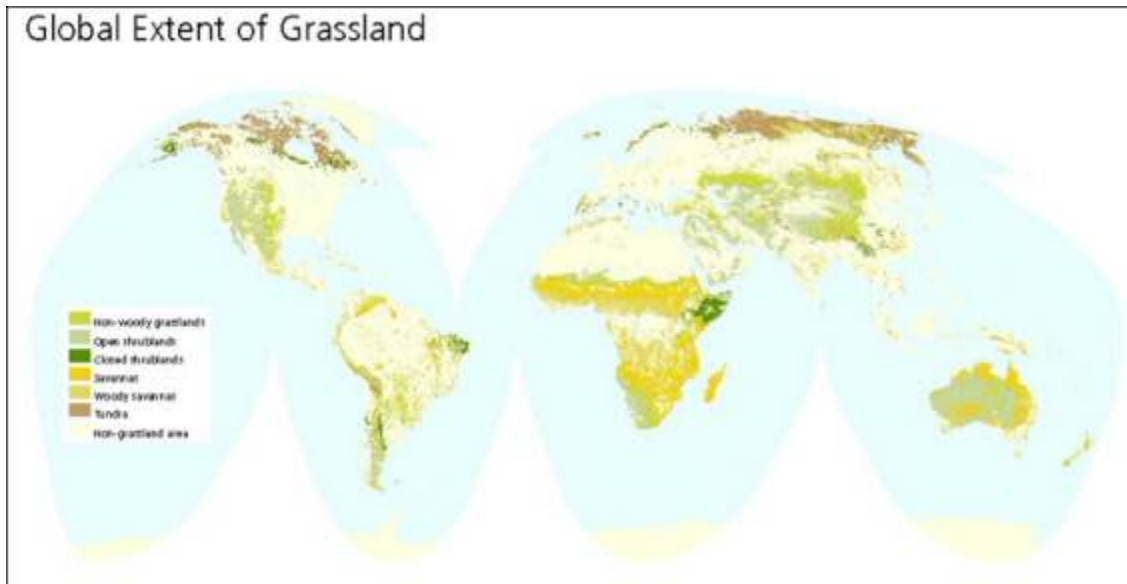 Global Extent of Grassland
Non-woody grasslands
Open shrublands
Closed shrublands
Savannas
Woody savannas
Tundra
Non-grassland area